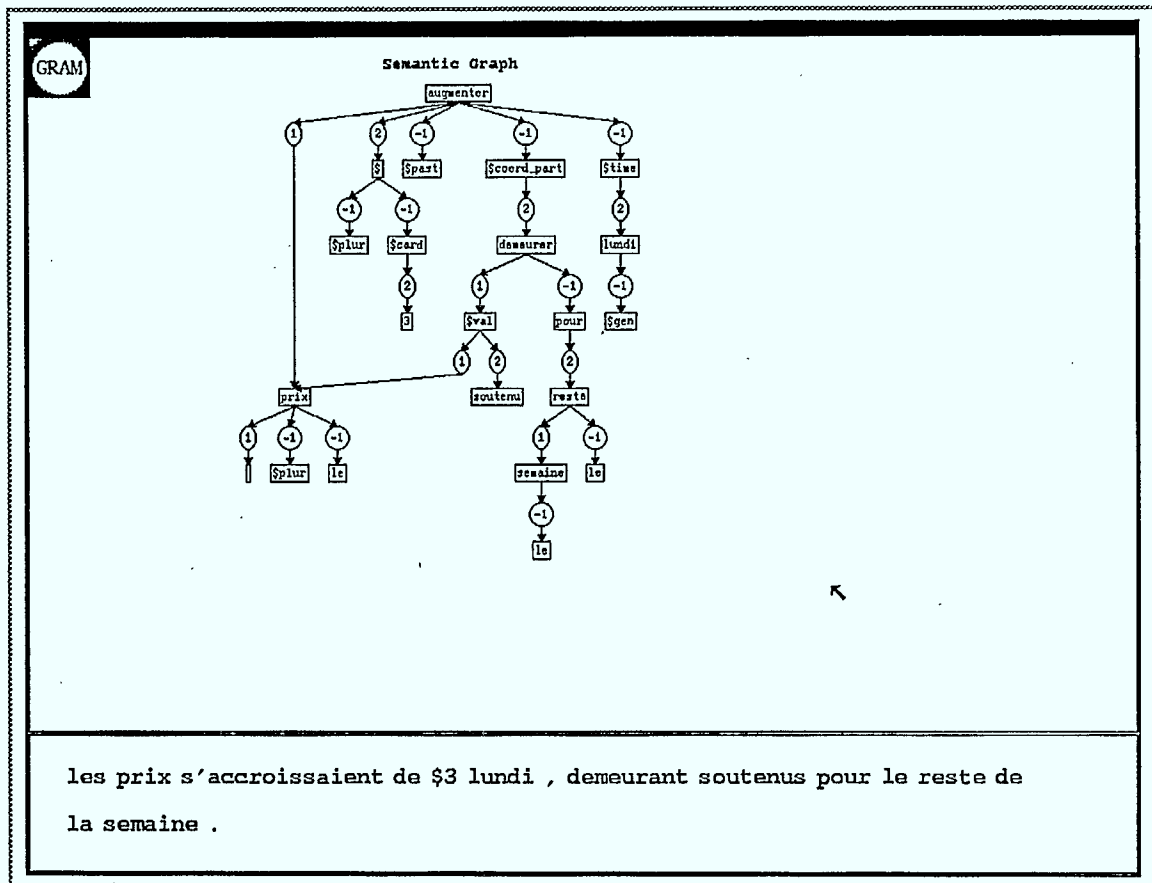 GRAM
Semantic Graph
augmenter
1 2 -1 -1 -1
$ $past $coord_part $time
-1 -1 2 2
$plur $card demeurer lundi
2 1 -1 -1
3 $val pour $gen
1 2 2
prix soutenu reste
1 -1 -1 1 -1
$plur le semaine le
-1
le
les prix s'accroissaient de $3 lundi , demeurant soutenus pour le reste de
la semaine .